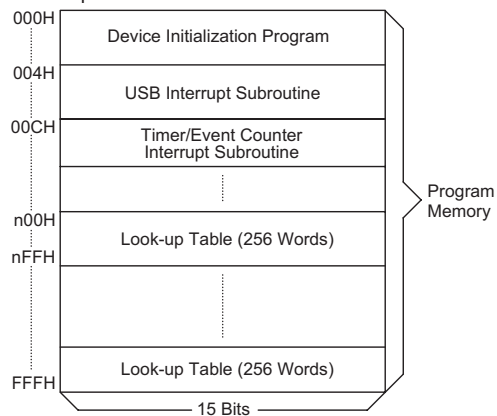 000H
Device Initialization Program
004H
USB Interrupt Subroutine
00CH
Timer/Event Counter
Interrupt Subroutine
Program
Memory
n00H
Look-up Table (256 Words)
nFFH
Look-up Table (256 Words)
FFFH
15 Bits